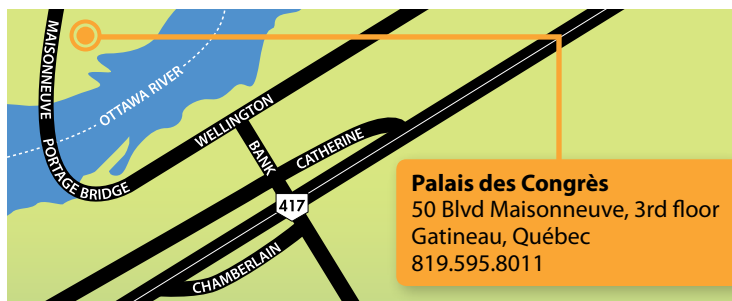 MAISONNEUVE
OTTAWA RIVER
PORTAGE BRIDGE
WELLINGTON
BANK
CATHERINE
417
CHAMBERLAIN
Palais des Congrès
50 Blvd Maisonneuve, 3rd floor
Gatineau, Québec
819.595.8011